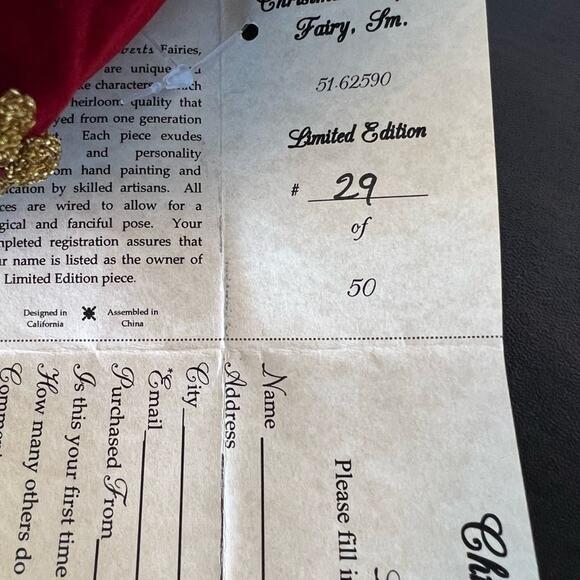 Fairy, Sm.
51-62590
Limited Edition
# 29
of
50
Fairies,
are unique
characters
heirloom quality that
from one generation
Each piece exudes
and personality
hand painting and
by skilled artisans. All
are wired to allow for a
and fanciful pose. Your
registration assures that
name is listed as the owner of
Limited Edition piece.
Designed in
California
Assembled in
China
Please fill
Name
Address
City
*Email
Purchased From
Is this your first time
How many others do